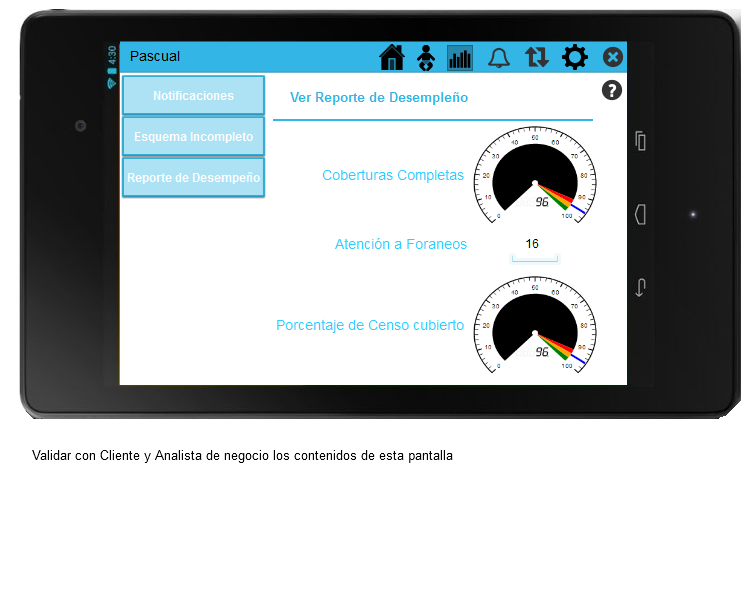 4:30
Pascual
Notificaciones
Esquema Incompleto
Reporte de Desempeño
Ver Reporte de Desempleño
?
Coberturas Completas
0 10 20 30 40 50 60 70 80 90 100
96
Atención a Foraneos
16
Porcentaje de Censo cubierto
0 10 20 30 40 50 60 70 80 90 100
96
Validar con Cliente y Analista de negocio los contenidos de esta pantalla